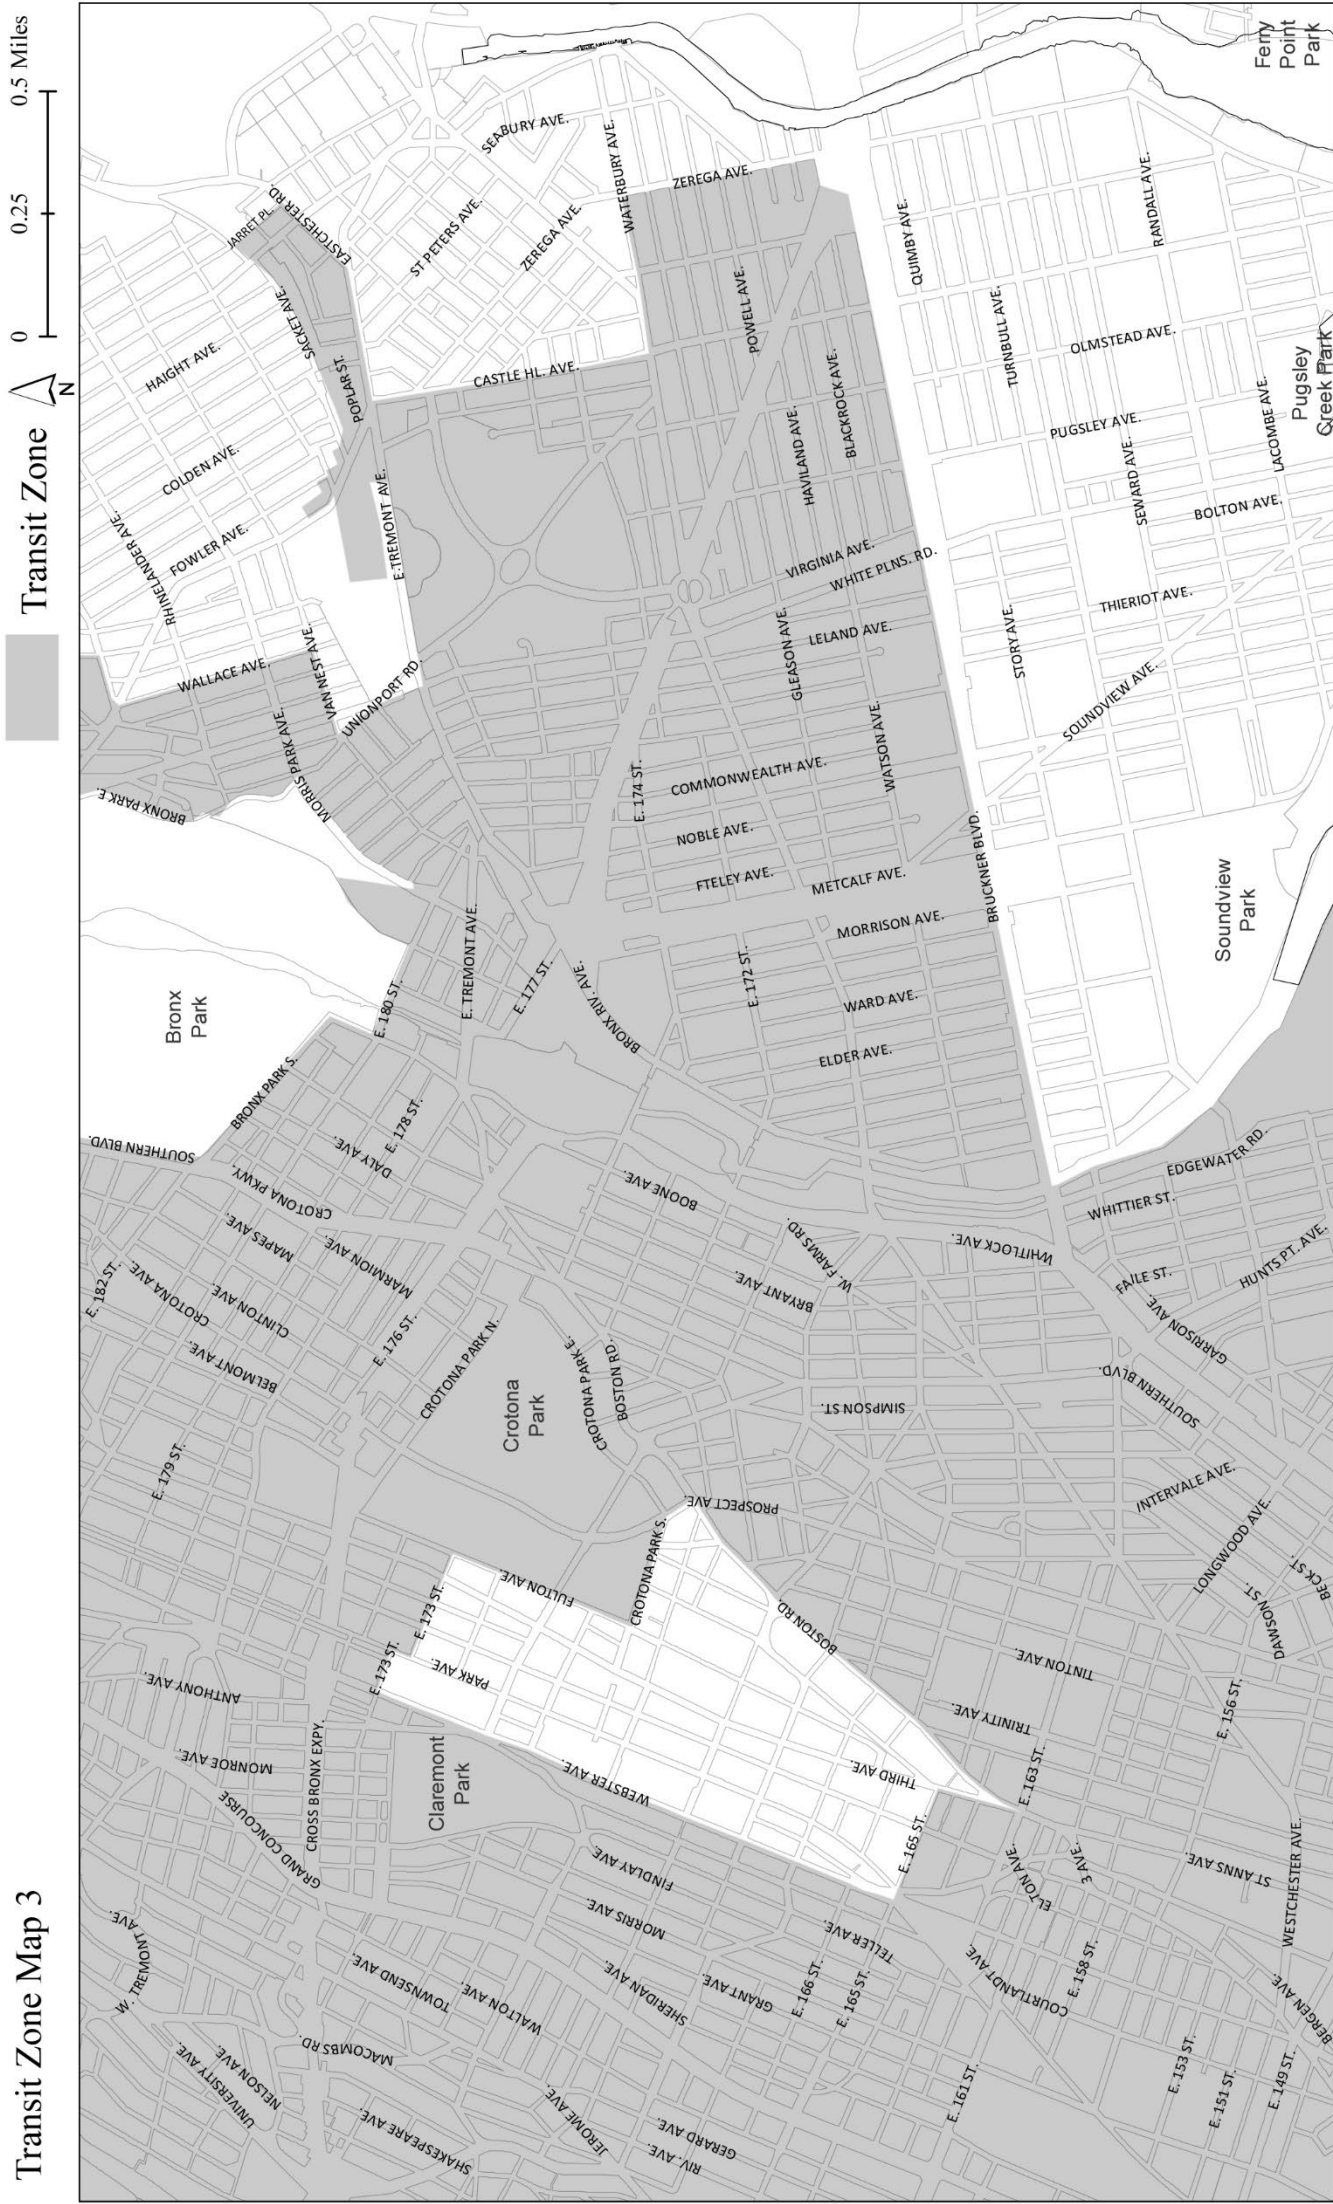 Transit Zone Map 3
Transit Zone
N
0
0.25
0.5 Miles
W. TREMONT AVE.
UNIVERSITY AVE.
NELSON AVE.
MACOMBS RD.
SHAKESPEARE AVE.
GRAND CONCOURSE
MONROE AVE.
ANTHONY AVE.
CROSS BRONX EXPY.
TOWNSEND AVE.
WALTON AVE.
JEROME AVE.
RIV. AVE.
GERARD AVE.
SHERIDAN AVE.
GRANT AVE.
MORRIS AVE.
FINDLAY AVE.
TELLER AVE.
WEBSTER AVE.
Claremont
Park
E. 173 ST.
E. 173 ST.
PARK AVE.
FULTON AVE.
CROTONA PARK S.
THIRD AVE.
BOSTON RD.
E. 166 ST.
E. 165 ST.
E. 165 ST.
E. 161 ST.
COURTLANDT AVE.
E. 158 ST.
3 AVE.
ELTON AVE.
E. 163 ST.
E. 153 ST.
E. 151 ST.
E. 149 ST.
BERGEN AVE.
WESTCHESTER AVE.
ST ANNS AVE.
E. 156 ST.
TRINITY AVE.
TINTON AVE.
DAWSON ST.
BECK ST.
LONGWOOD AVE.
INTERVALE AVE.
PROSPECT AVE.
E. 179 ST.
BELMONT AVE.
E. 182 ST.
CROTONA AVE.
CLINTON AVE.
MAPES AVE.
MARMION AVE.
E. 176 ST.
CROTONA PARK N.
Crotona
Park
CROTONA PARK E.
BOSTON RD.
SOUTHERN BLVD.
CROTONA PKWY.
BRONX PARK S.
DALY AVE.
E. 178 ST.
E. 180 ST.
Bronx
Park
SIMPSON ST.
BRYANT AVE.
W. FARMS RD.
BOONE AVE
WHITLOCK AVE.
SOUTHERN BLVD.
GARRISON AVE.
FAILE ST.
HUNTS PT. AVE.
WHITTIER ST.
EDGEWATER RD.
BRONX PARK E.
E. TREMONT AVE.
E. 177 ST.
BRONX RIV. AVE.
E. 172 ST.
ELDER AVE.
WARD AVE.
MORRISON AVE.
METCALF AVE.
FTELEY AVE.
NOBLE AVE.
COMMONWEALTH AVE.
E. 174 ST.
WATSON AVE.
BRUCKNER BLVD.
Soundview
Park
MORRIS PARK AVE.
WALLACE AVE.
VAN NEST AVE.
UNIONPORT RD.
RHINELANDER AVE.
FOWLER AVE.
COLDEN AVE.
HAIGHT AVE.
SACKET AVE.
POPLAR ST.
JARRET PL.
EASTCHESTER RD.
E.TREMONT AVE.
CASTLE HL. AVE.
ST PETERS AVE.
SEABURY AVE.
ZEREGA AVE.
WATERBURY AVE.
ZEREGA AVE.
POWELL AVE.
HAVILAND AVE.
BLACKROCK AVE.
VIRGINIA AVE.
WHITE PLNS. RD.
LELAND AVE.
GLEASON AVE.
STORY AVE.
SOUNDVIEW AVE.
THIERIOT AVE.
BOLTON AVE.
SEWARD AVE.
PUGSLEY AVE.
LACOMBE AVE.
OLMSTEAD AVE.
TURNBULL AVE.
QUIMBY AVE.
RANDALL AVE.
Pugsley
Creek Park
Ferry
Point
Park